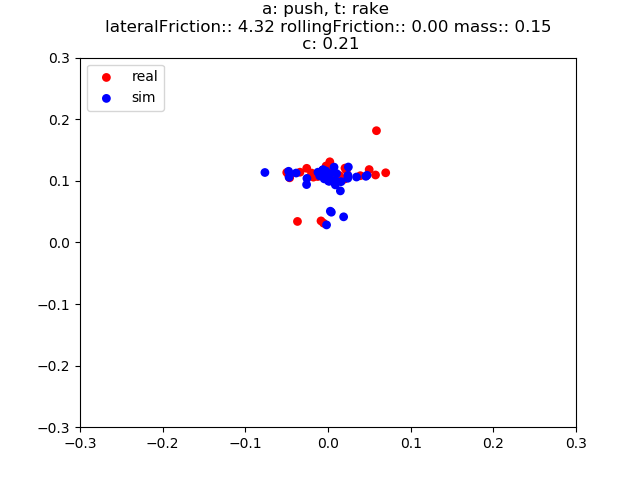 a: push, t: rake
lateralFriction:: 4.32 rollingFriction:: 0.00 mass:: 0.15
c: 0.21
real
sim
0.3
0.2
0.1
0.0
−0.1
−0.2
−0.3
−0.3
−0.2
−0.1
0.0
0.1
0.2
0.3